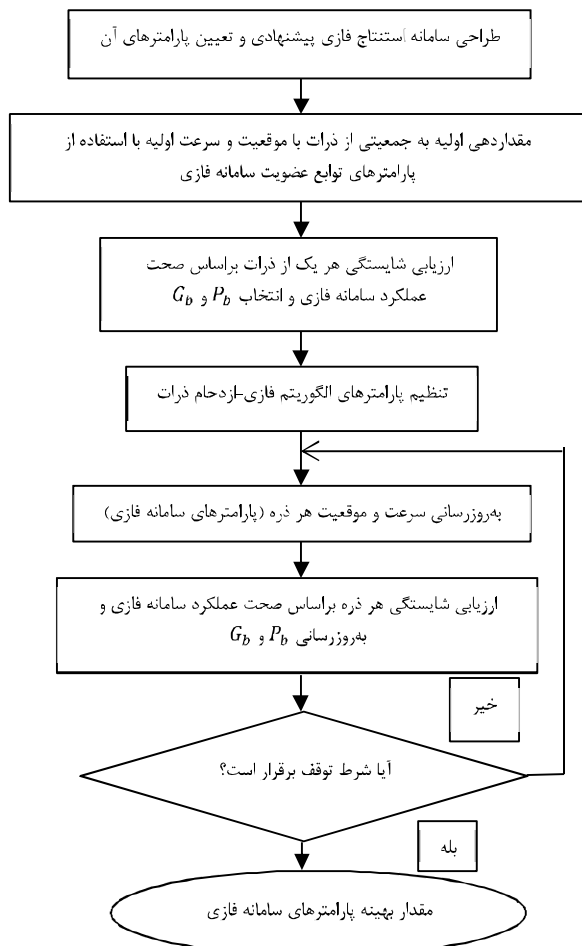 طراحی سامانه استنتاج فازی پیشنهادی و تعیین پارامترهای آن
مقداردهی اولیه به جمعیتی از ذرات با موقعیت و سرعت اولیه با استفاده از
پارامترهای توابع عضویت سامانه فازی
ارزیابی شایستگی هر یک از ذرات براساس صحت
عملکرد سامانه فازی و انتخاب P_b و G_b
تنظیم پارامترهای الگوریتم فازی-ازدحام ذرات
به‌روزرسانی سرعت و موقعیت هر ذره (پارامترهای سامانه فازی)
ارزیابی شایستگی هر ذره براساس صحت عملکرد سامانه فازی و
به‌روزرسانی P_b و G_b
خیر
آیا شرط توقف برقرار است؟
بله
مقدار بهینه پارامترهای سامانه فازی